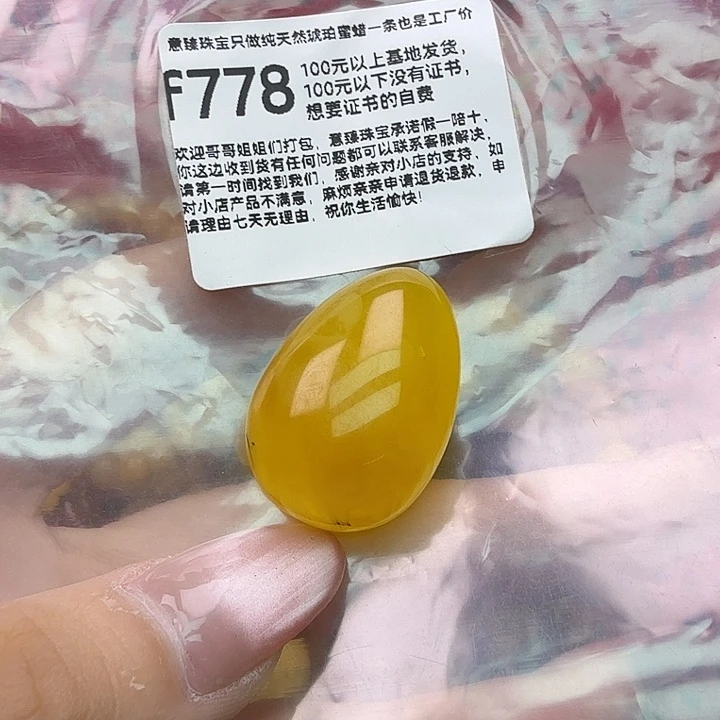 意臻珠宝只做纯天然琥珀蜜蜡一条也是工厂价
f778
100元以上基地发货，
100元以下没有证书，
想要证书的自费
欢迎哥哥姐姐们打包，意臻珠宝承诺假一赔十，
你这边收到货有任何问题都可以联系客服解决，
请第一时间找到我们，感谢亲对小店的支持，如
对小店产品不满意，麻烦亲亲申请退货退款，申
请理由七天无理由，祝你生活愉快！